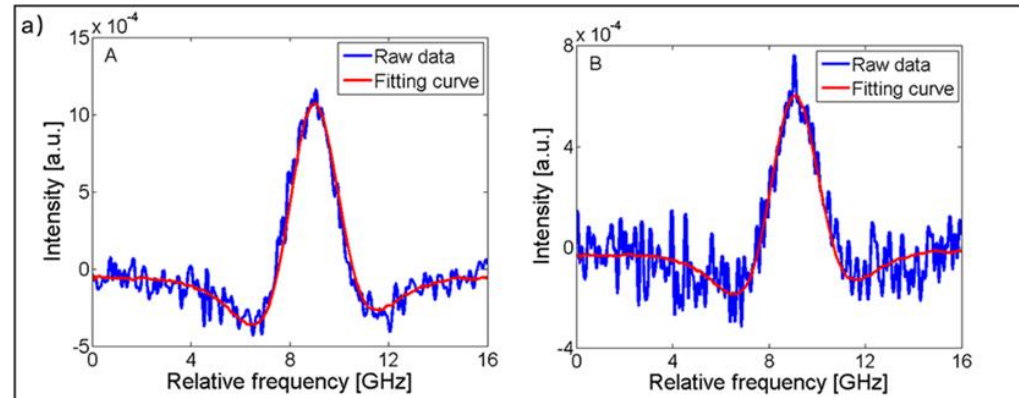 a)
x 10⁻⁴
A
Raw data
Fitting curve
15
10
5
0
-5
Intensity [a.u.]
0 4 8 12 16
Relative frequency [GHz]
x 10⁻⁴
B
Raw data
Fitting curve
8
4
0
-4
Intensity [a.u.]
0 4 8 12 16
Relative frequency [GHz]